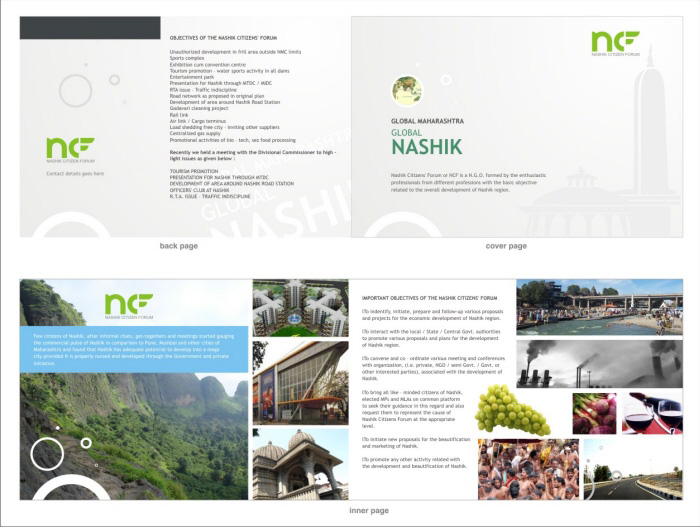 OBJECTIVES OF THE NASHIK CITIZENS' FORUM
Unauthorized development in frill area outside NMC limits
Sports complex
Exhibition cum convention centre
Tourism promotion - water sports activity in all dams
Entertainment park
Presentation for Nashik through MTDC / MIDC
RTA issue - Traffic indiscipline
Road network as proposed in original plan
Development of area around Nashik Road Station
Godavari cleaning project
Rail link
Air link / Cargo terminus
Load shedding free city - inviting other suppliers
Centralized gas supply
Promotional activities of bio - tech, sea food processing
Recently we held a meeting with the Divisional Commissioner to high -
light issues as given below :
TOURISM PROMOTION
PRESENTATION FOR NASHIK THROUGH MTDC
DEVELOPMENT OF AREA AROUND NASHIK ROAD STATION
OFFICERS' CLUB AT NASHIK
R.T.A. ISSUE - TRAFFIC INDISCIPLINE
ncf
NASHIK CITIZEN FORUM
Contact details goes here
GLOBAL
NASHI
back page
ncf
NASHIK CITIZEN FORUM
GLOBAL MAHARASHTRA
GLOBAL
NASHIK
Nashik Citizens' Forum or NCF is a N.G.O. formed by the enthusiastic
professionals from different professions with the basic objective
related to the overall development of Nashik region.
cover page
ncf
NASHIK CITIZEN FORUM
Few citizens of Nashik, after informal chats, get-togethers and meetings started gauging
the commercial pulse of Nashik in comparison to Pune, Mumbai and other cities of
Maharashtra and found that Nashik has adequate potential to develop into a mega
city provided it is properly nursed and developed through the Government and private
initiative.
IMPORTANT OBJECTIVES OF THE NASHIK CITIZENS' FORUM
To indentify, initiate, prepare and follow-up various proposals
and projects for the economic development of Nashik region.
To interact with the local / State / Central Govt. authorities
to promote various proposals and plans for the development
of Nashik region.
To convene and co - ordinate various meeting and conferences
with organization, (i.e. private, NGO / semi Govt. / Govt. or
other interested parties), associated with the development of
Nashik.
To bring all like - minded citizens of Nashik,
elected MPs and MLAs on common platform
to seek their guidance in this regard and also
request them to represent the cause of
Nashik Citizens Forum at the appropriate
level.
To initiate new proposals for the beautification
and marketing of Nashik.
To promote any other activity related with
the development and beautification of Nashik.
inner page